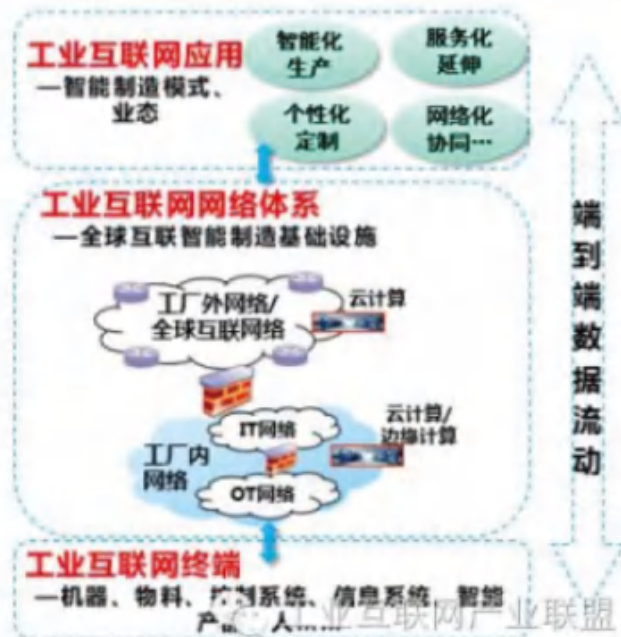 工业互联网应用
—智能制造模式、
业态
智能化
生产
服务化
延伸
个性化
定制
网络化
协同…
工业互联网网络体系
—全球互联智能制造基础设施
工厂外网络/
全球互联网络
云计算
IT网络
云计算/
边缘计算
工厂内
网络
OT网络
工业互联网终端
—机器、物料、控制系统、信息系统、智能
产品、人……
业互联网产业联盟
端到端数据流动